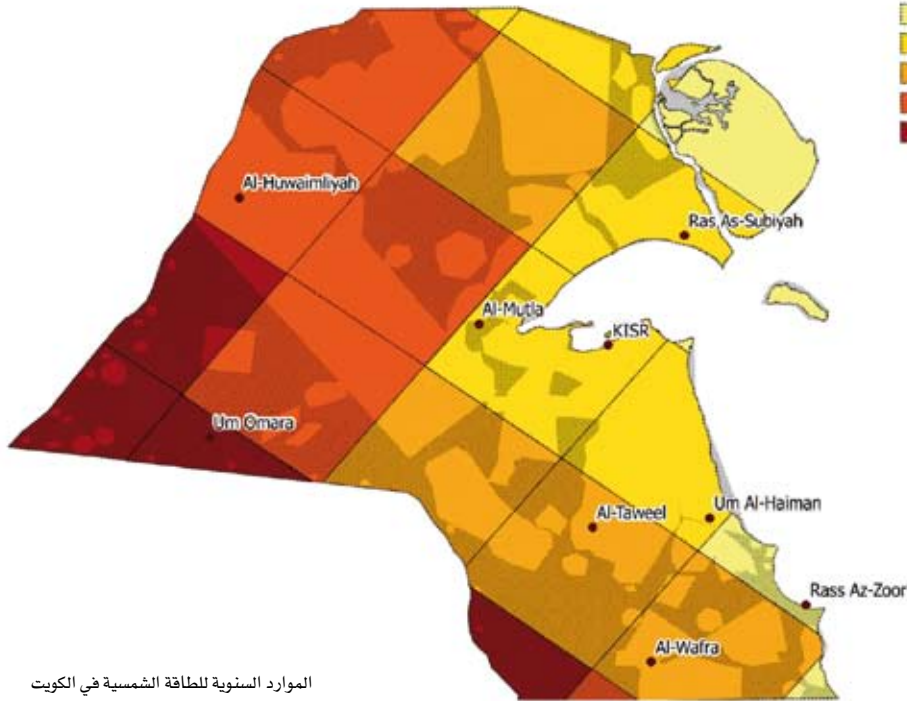 Al-Huwaimliyah
Ras As-Subiyah
Al-Mutla
KISR
Um Omara
Al-Taweel
Um Al-Haiman
Rass Az-Zoor
Al-Wafra
الموارد السنوية للطاقة الشمسية في الكويت